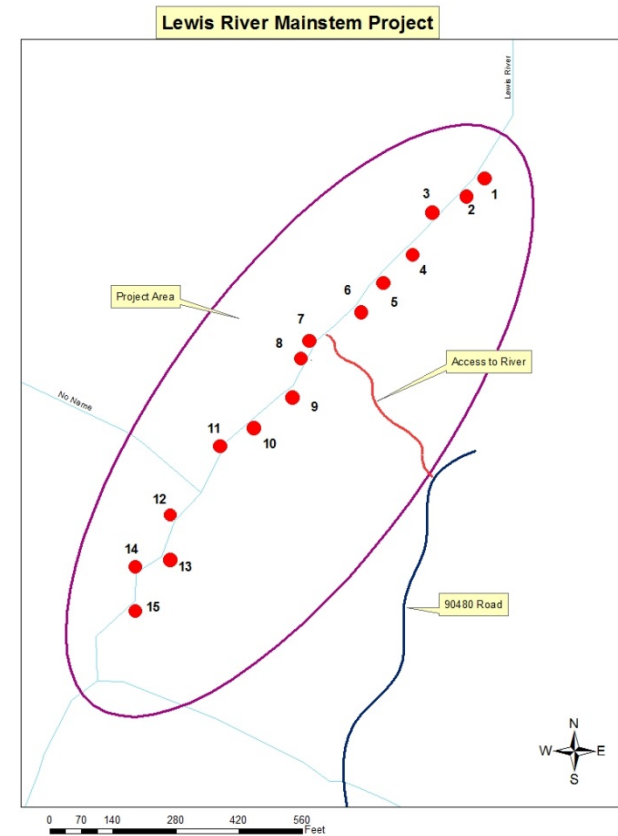 Lewis River Mainstem Project
Lewis River
1
2
3
4
5
6
Project Area
7
8
Access to River
9
No Name
10
11
12
13
14
15
90480 Road
N
W E
S
0 70 140 280 420 560
Feet